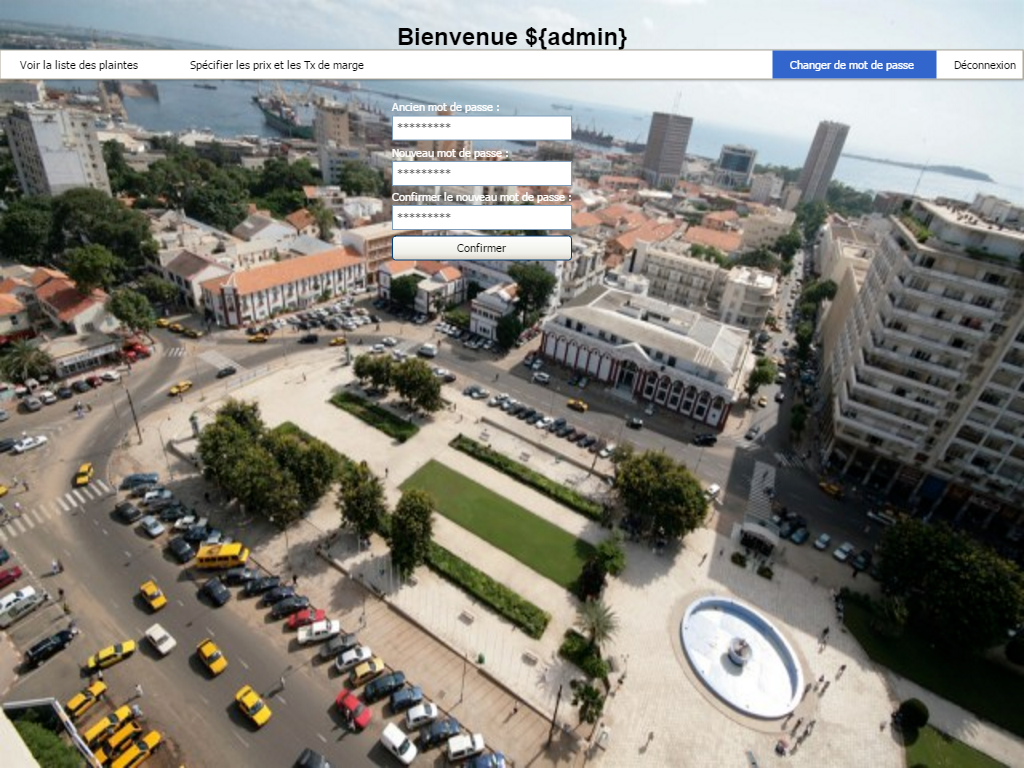 Bienvenue ${admin}
Voir la liste des plaintes Spécifier les prix et les Tx de marge Changer de mot de passe Déconnexion
Ancien mot de passe :
*********
Nouveau mot de passe :
*********
Confirmer le nouveau mot de passe :
*********
Confirmer